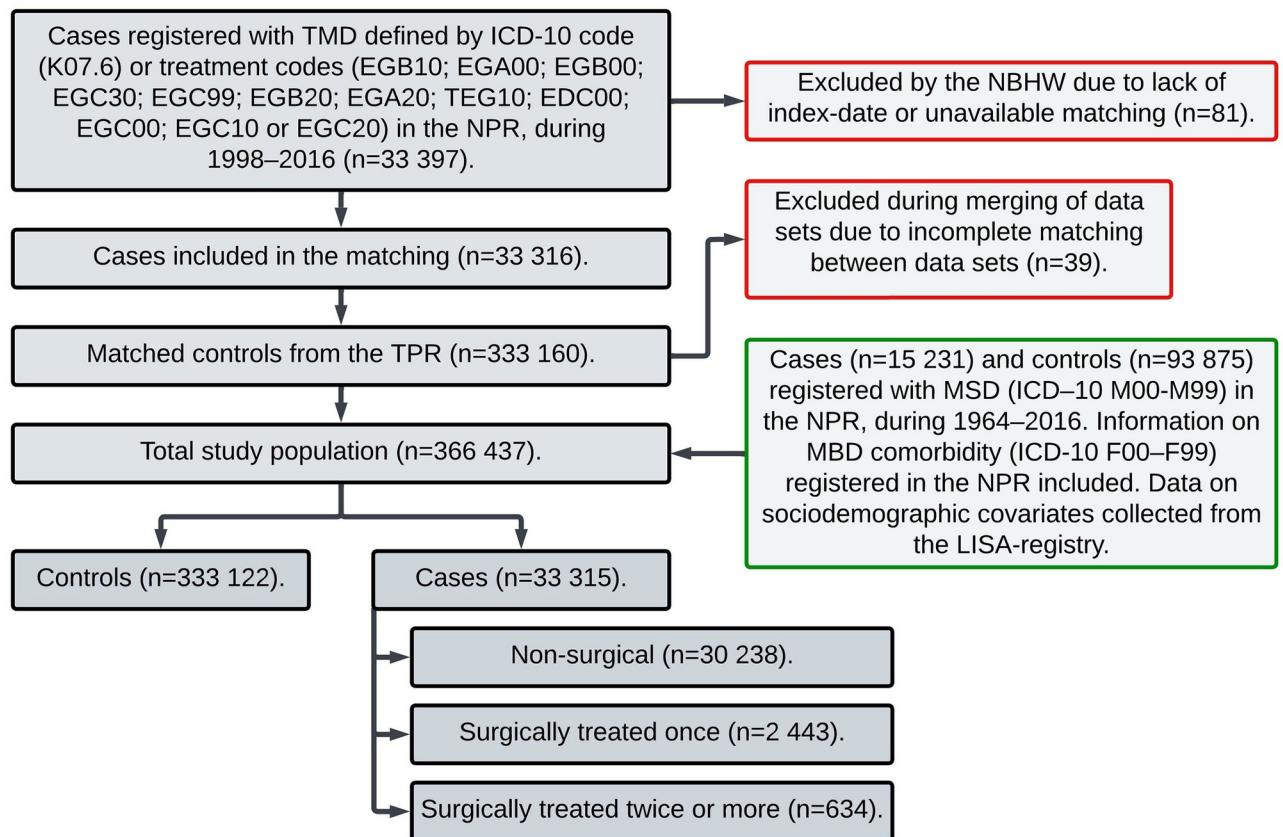 Cases registered with TMD defined by ICD-10 code
(K07.6) or treatment codes (EGB10; EGA00; EGB00;
EGC30; EGC99; EGB20; EGA20; TEG10; EDC00;
EGC00; EGC10 or EGC20) in the NPR, during
1998–2016 (n=33 397).
Excluded by the NBHW due to lack of
index-date or unavailable matching (n=81).
Cases included in the matching (n=33 316).
Excluded during merging of data
sets due to incomplete matching
between data sets (n=39).
Matched controls from the TPR (n=333 160).
Cases (n=15 231) and controls (n=93 875)
registered with MSD (ICD–10 M00-M99) in
the NPR, during 1964–2016. Information on
MBD comorbidity (ICD-10 F00–F99)
registered in the NPR included. Data on
sociodemographic covariates collected from
the LISA-registry.
Total study population (n=366 437).
Controls (n=333 122).
Cases (n=33 315).
Non-surgical (n=30 238).
Surgically treated once (n=2 443).
Surgically treated twice or more (n=634).